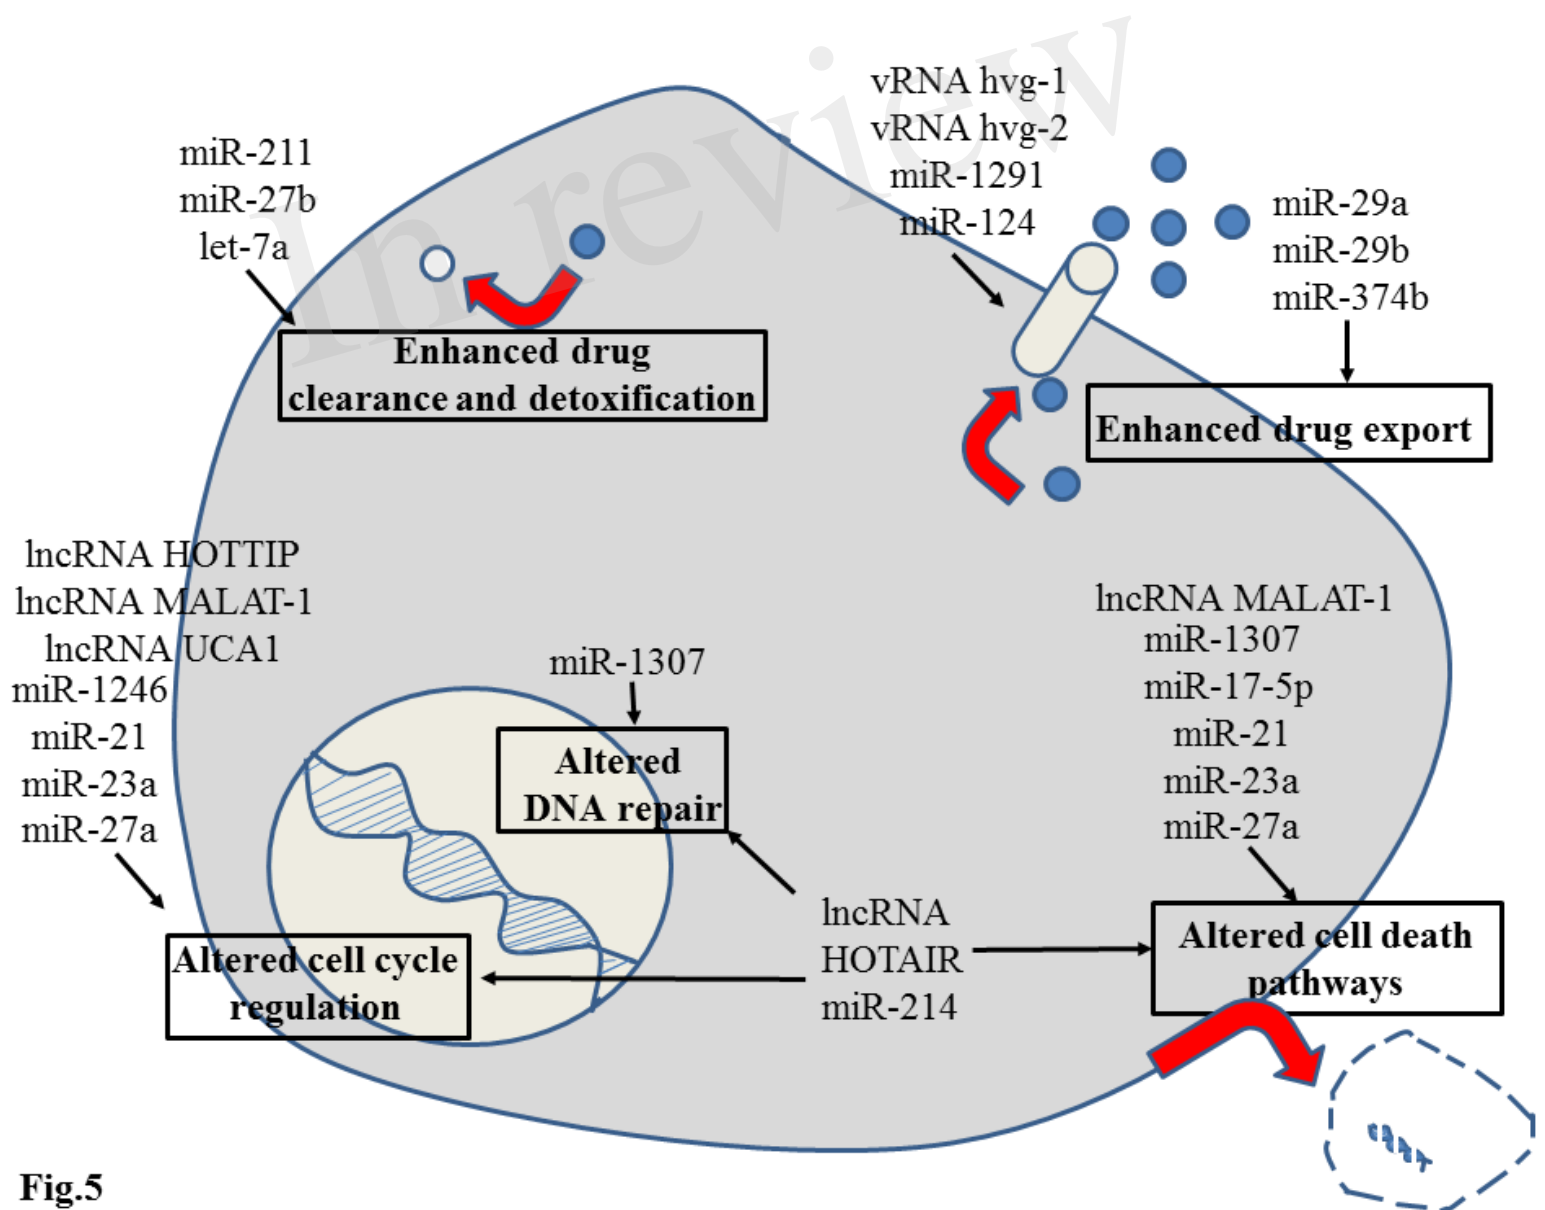 In review
vRNA hvg-1
vRNA hvg-2
miR-1291
miR-124
miR-211
miR-27b
let-7a
miR-29a
miR-29b
miR-374b
Enhanced drug
clearance and detoxification
Enhanced drug export
lncRNA HOTTIP
lncRNA MALAT-1
lncRNA UCA1
miR-1246
miR-21
miR-23a
miR-27a
miR-1307
Altered
DNA repair
lncRNA MALAT-1
miR-1307
miR-17-5p
miR-21
miR-23a
miR-27a
lncRNA
HOTAIR
miR-214
Altered cell cycle
regulation
Altered cell death
pathways
Fig.5